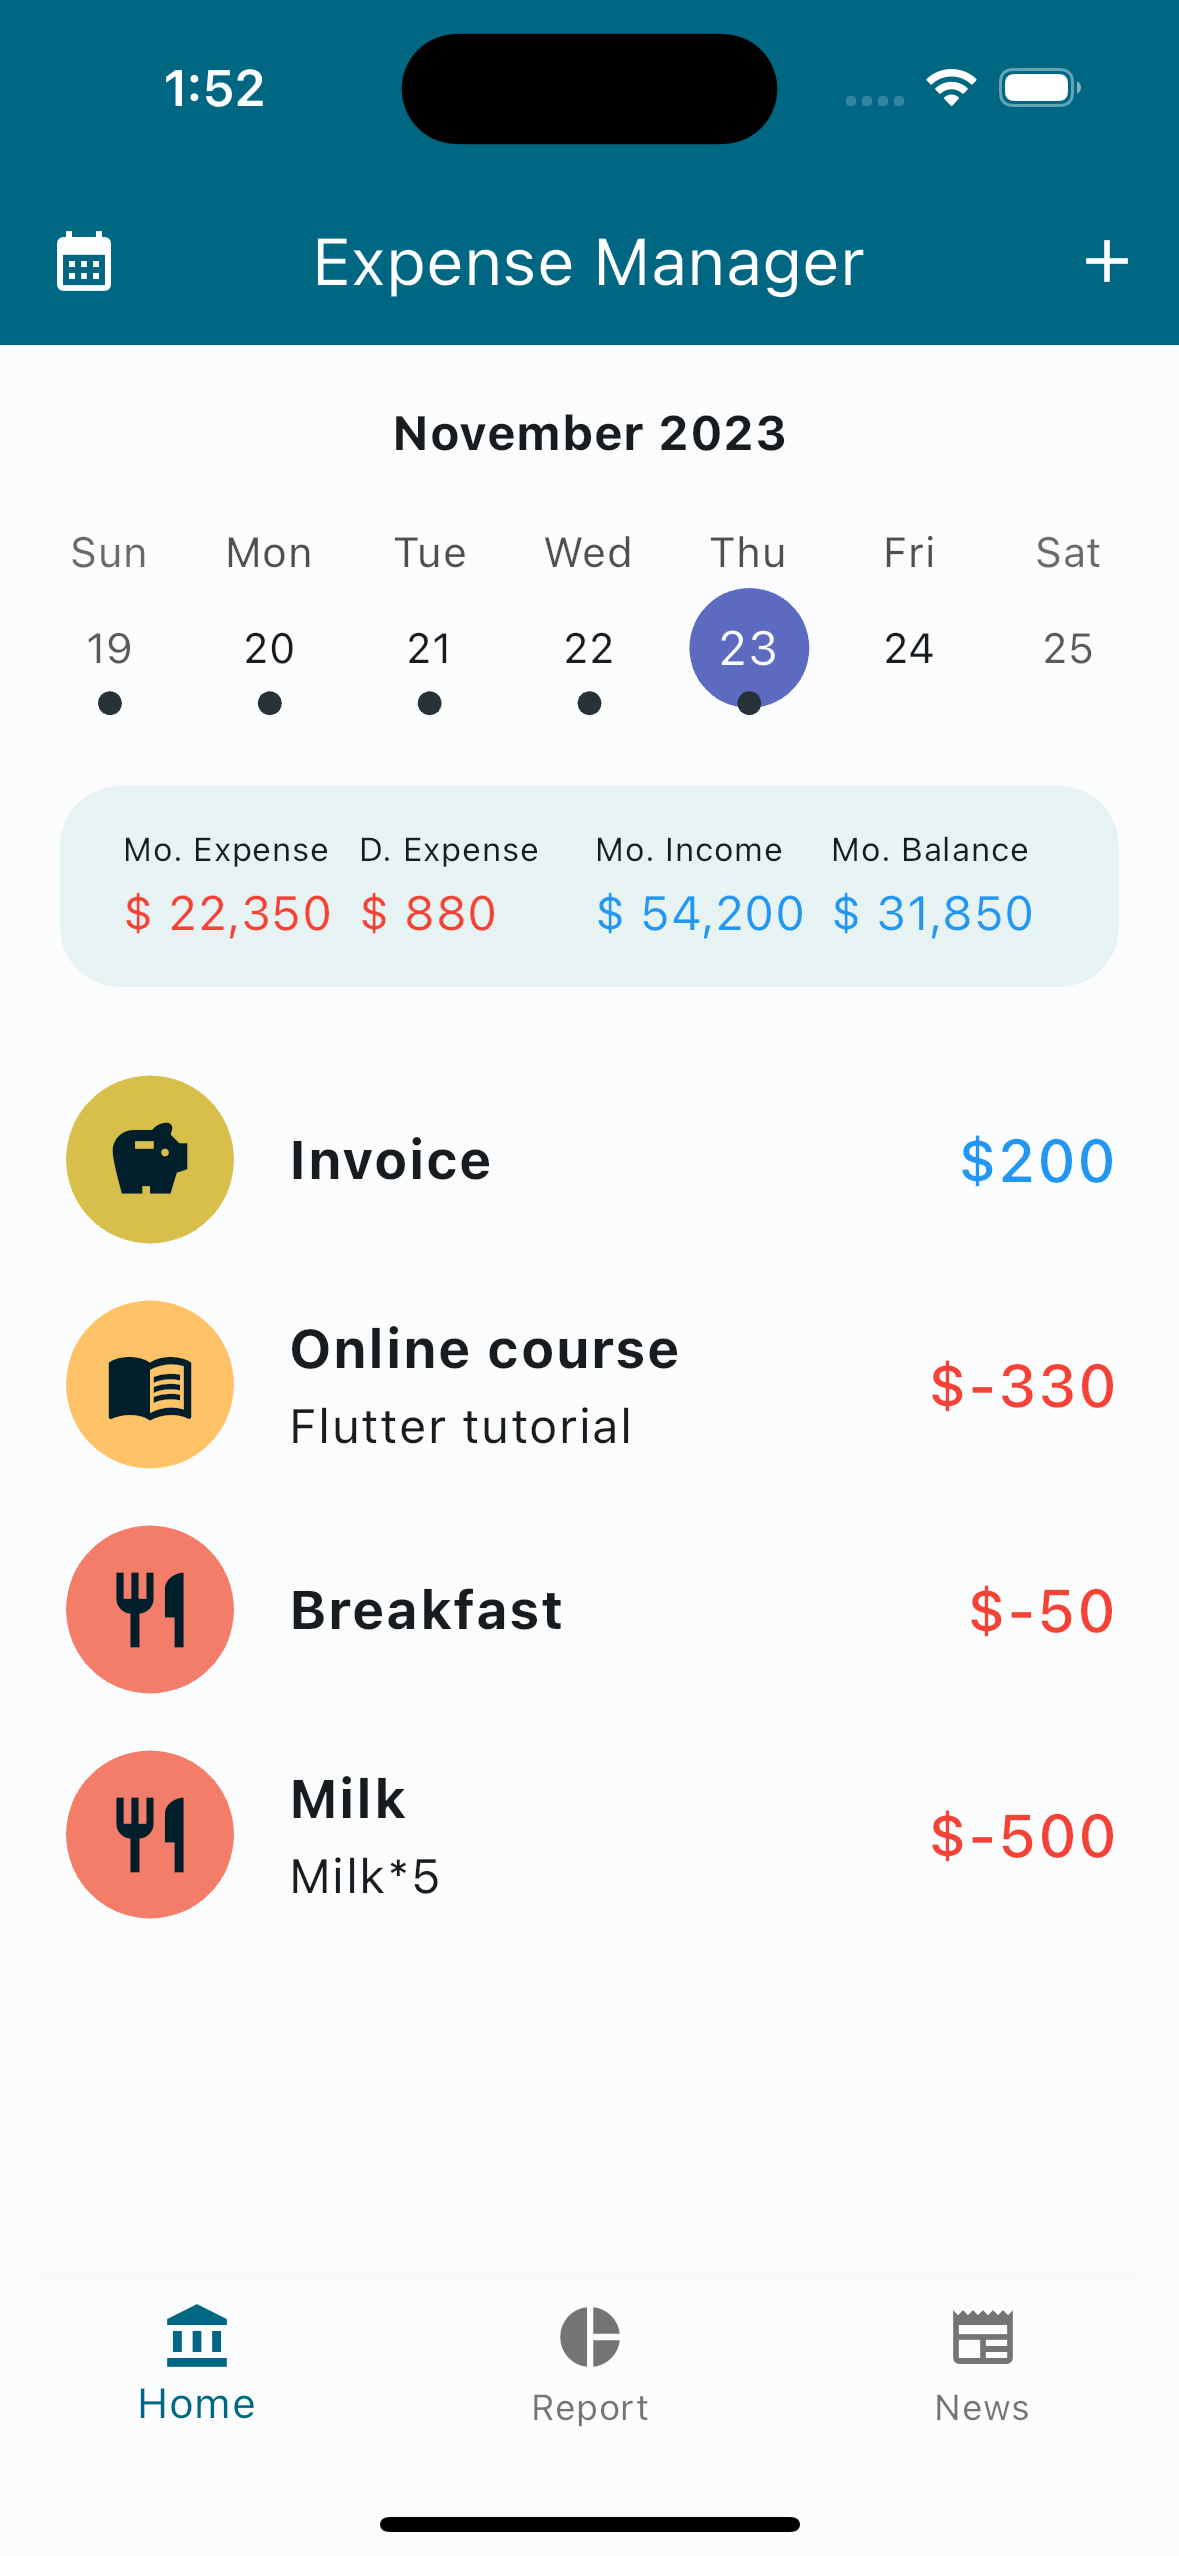 1:52
Expense Manager
November 2023
Sun Mon Tue Wed Thu Fri Sat
19 20 21 22 23 24 25
Mo. Expense D. Expense Mo. Income Mo. Balance
$ 22,350 $ 880 $ 54,200 $ 31,850
Invoice $200
Online course
Flutter tutorial
$-330
Breakfast $-50
Milk
Milk*5
$-500
Home Report News